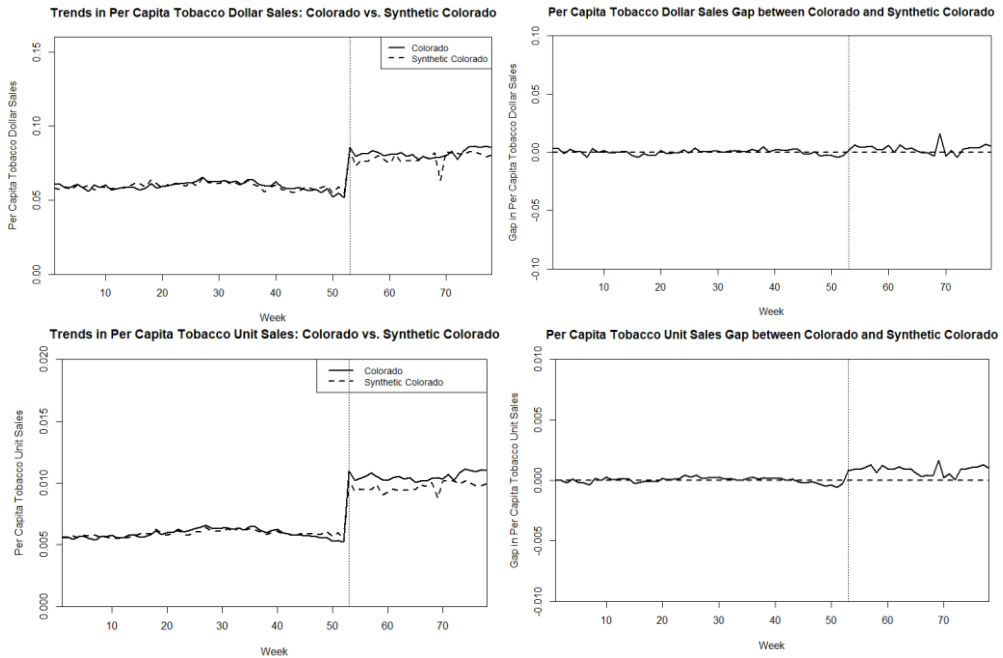 Trends in Per Capita Tobacco Dollar Sales: Colorado vs. Synthetic Colorado
Per Capita Tobacco Dollar Sales
0.15
0.10
0.05
0.00
Colorado
Synthetic Colorado
10 20 30 40 50 60 70
Week
Per Capita Tobacco Dollar Sales Gap between Colorado and Synthetic Colorado
Gap in Per Capita Tobacco Dollar Sales
0.10
0.05
0.00
-0.05
-0.10
10 20 30 40 50 60 70
Week
Trends in Per Capita Tobacco Unit Sales: Colorado vs. Synthetic Colorado
Per Capita Tobacco Unit Sales
0.020
0.015
0.010
0.005
0.000
Colorado
Synthetic Colorado
10 20 30 40 50 60 70
Week
Per Capita Tobacco Unit Sales Gap between Colorado and Synthetic Colorado
Gap in Per Capita Tobacco Unit Sales
0.010
0.005
0.000
-0.005
-0.010
10 20 30 40 50 60 70
Week